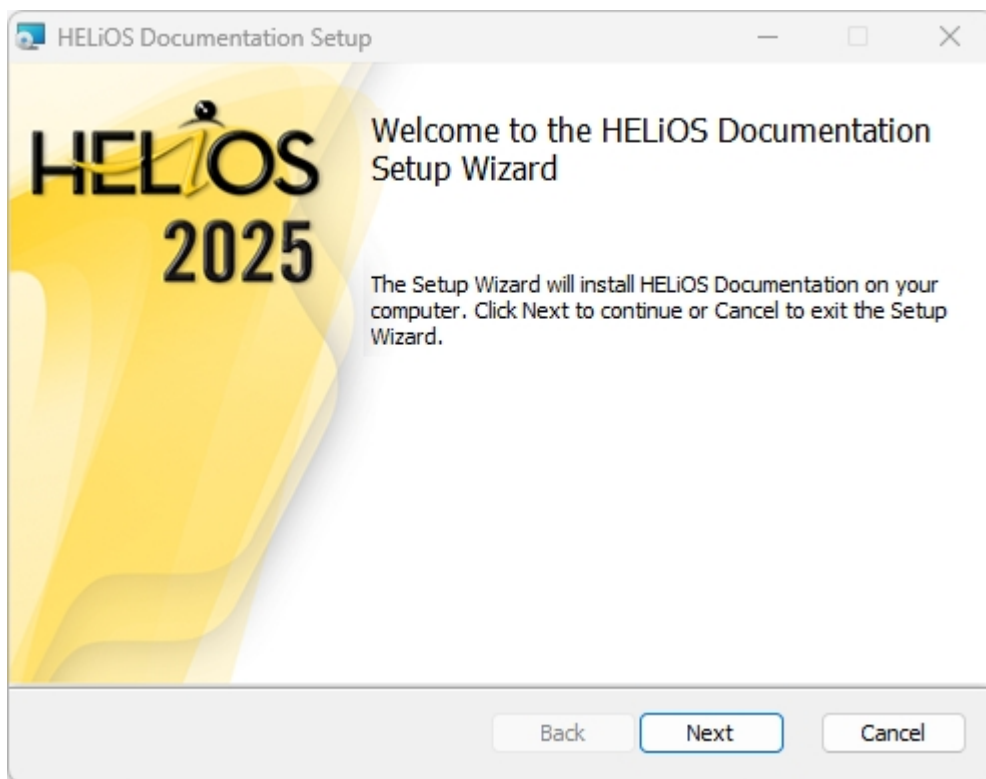 HELiOS Documentation Setup
HELiOS
2025
Welcome to the HELiOS Documentation
Setup Wizard
The Setup Wizard will install HELiOS Documentation on your
computer. Click Next to continue or Cancel to exit the Setup
Wizard.
Back
Next
Cancel